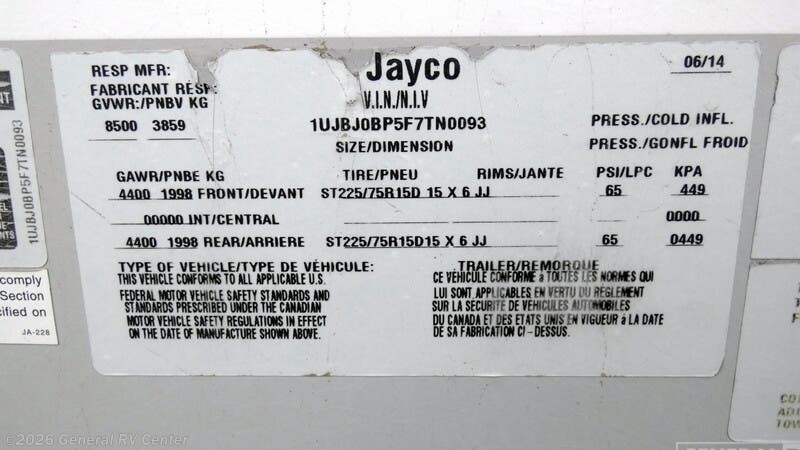 RESP MFR: Jayco 06/14
FABRICANT RESP:
GVWR:/PNBV KG V.I.N./N.I.V
8500 3859 1UJBJ0BP5F7TN0093 PRESS./COLD INFL.
SIZE/DIMENSION PRESS./GONFL FROID
GAWR/PNBE KG TIRE/PNEU RIMS/JANTE PSI/LPC KPA
4400 1998 FRONT/DEVANT ST225/75R15D 15 X 6 JJ 65 449
00000 INT/CENTRAL 0000
4400 1998 REAR/ARRIERE ST225/75R15D15 X 6 JJ 65 0449
TYPE OF VEHICLE/TYPE DE VÉHICULE: TRAILER/REMORQUE
THIS VEHICLE CONFORMS TO ALL APPLICABLE U.S.
FEDERAL MOTOR VEHICLE SAFETY STANDARDS AND
STANDARDS PRESCRIBED UNDER THE CANADIAN
MOTOR VEHICLE SAFETY REGULATIONS IN EFFECT
ON THE DATE OF MANUFACTURE SHOWN ABOVE.
CE VÉHICULE CONFORME à TOUTES LES NORMES QUI
LUI SONT APPLICABLES EN VERTU DU RÈGLEMENT
SUR LA SECURITE DE VEHICULES AUTOMOBILES
DU CANADA ET DES ETATS UNIS EN VIGUEUR à LA DATE
DE SA FABRICATION CI-DESSUS.
1UJBJ0BP5F7TN0093
comply
Section
JA-228
©2026 General RV Center